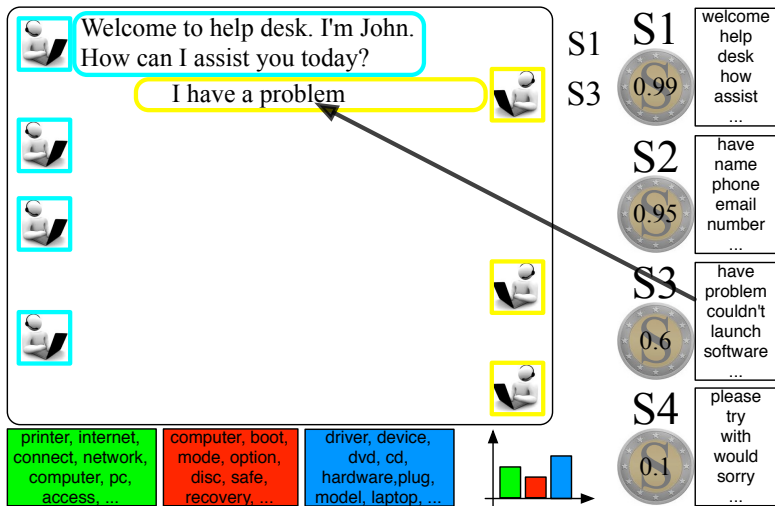 Welcome to help desk. I'm John.
How can I assist you today?
I have a problem
S1
S3
S1
0.99
welcome
help
desk
how
assist
...
S2
0.95
have
name
phone
email
number
...
S3
0.6
have
problem
couldn't
launch
software
...
S4
0.1
please
try
with
would
sorry
...
printer, internet,
connect, network,
computer, pc,
access, ...
computer, boot,
mode, option,
disc, safe,
recovery, ...
driver, device,
dvd, cd,
hardware,plug,
model, laptop, ...